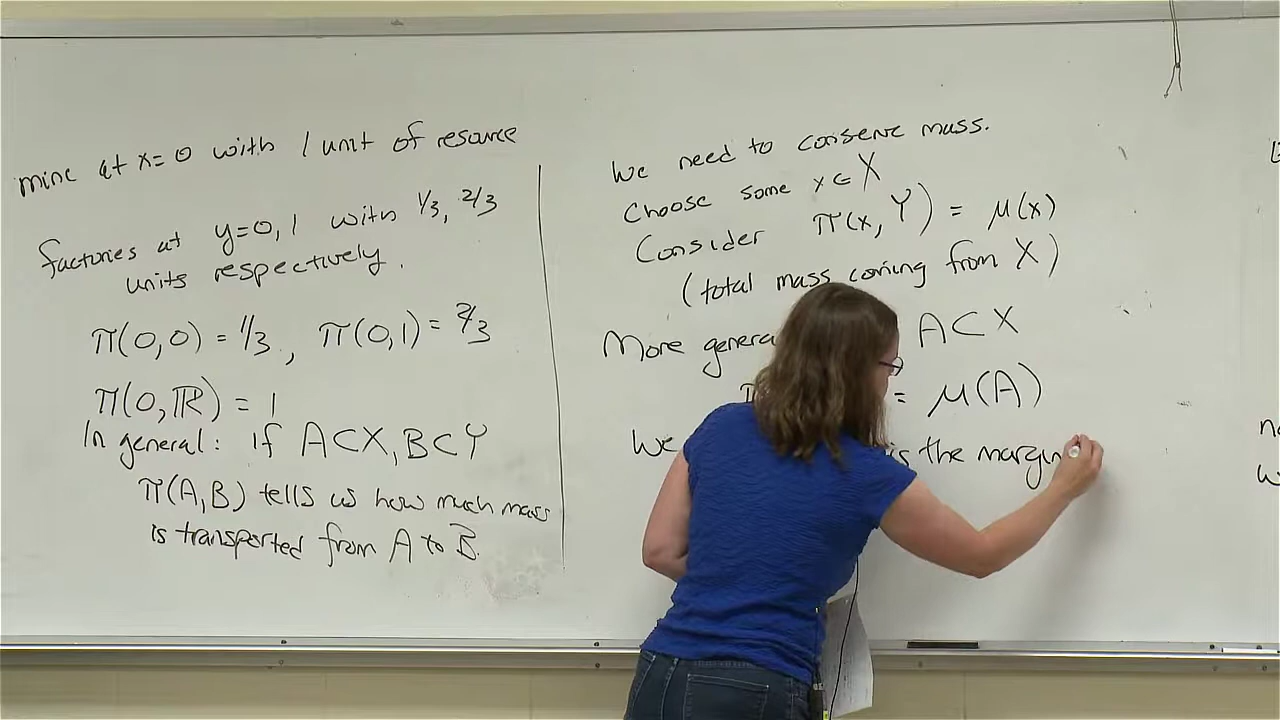 mine at x=0 with 1 unit of resource
factories at y=0,1 with 1/3, 2/3
units respectively.
π(0,0) = 1/3, π(0,1) = 2/3
π(0,ℝ) = 1
In general: if A⊂X, B⊂Y
π(A,B) tells us how much mass
is transported from A to B.
We need to conserve mass.
Choose some x∈X
Consider π(x,Y) = μ(x)
(total mass coming from X)
More genera A⊂X
= μ(A)
We is the margin